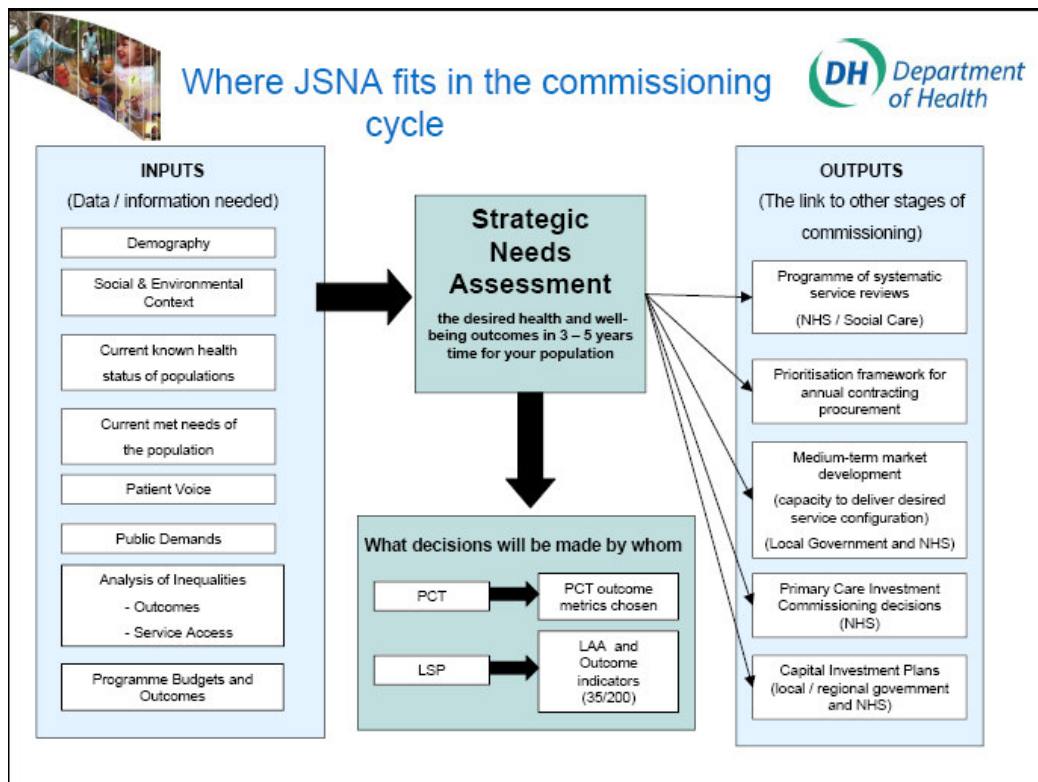 Where JSNA fits in the commissioning
cycle
DH Department
of Health
INPUTS
(Data / information needed)
Demography
Social & Environmental
Context
Current known health
status of populations
Current met needs of
the population
Patient Voice
Public Demands
Analysis of Inequalities
- Outcomes
- Service Access
Programme Budgets and
Outcomes
Strategic
Needs
Assessment
the desired health and well-
being outcomes in 3 – 5 years
time for your population
What decisions will be made by whom
PCT
PCT outcome
metrics chosen
LSP
LAA and
Outcome
indicators
(35/200)
OUTPUTS
(The link to other stages of
commissioning)
Programme of systematic
service reviews
(NHS / Social Care)
Prioritisation framework for
annual contracting
procurement
Medium-term market
development
(capacity to deliver desired
service configuration)
(Local Government and NHS)
Primary Care Investment
Commissioning decisions
(NHS)
Capital Investment Plans
(local / regional government
and NHS)